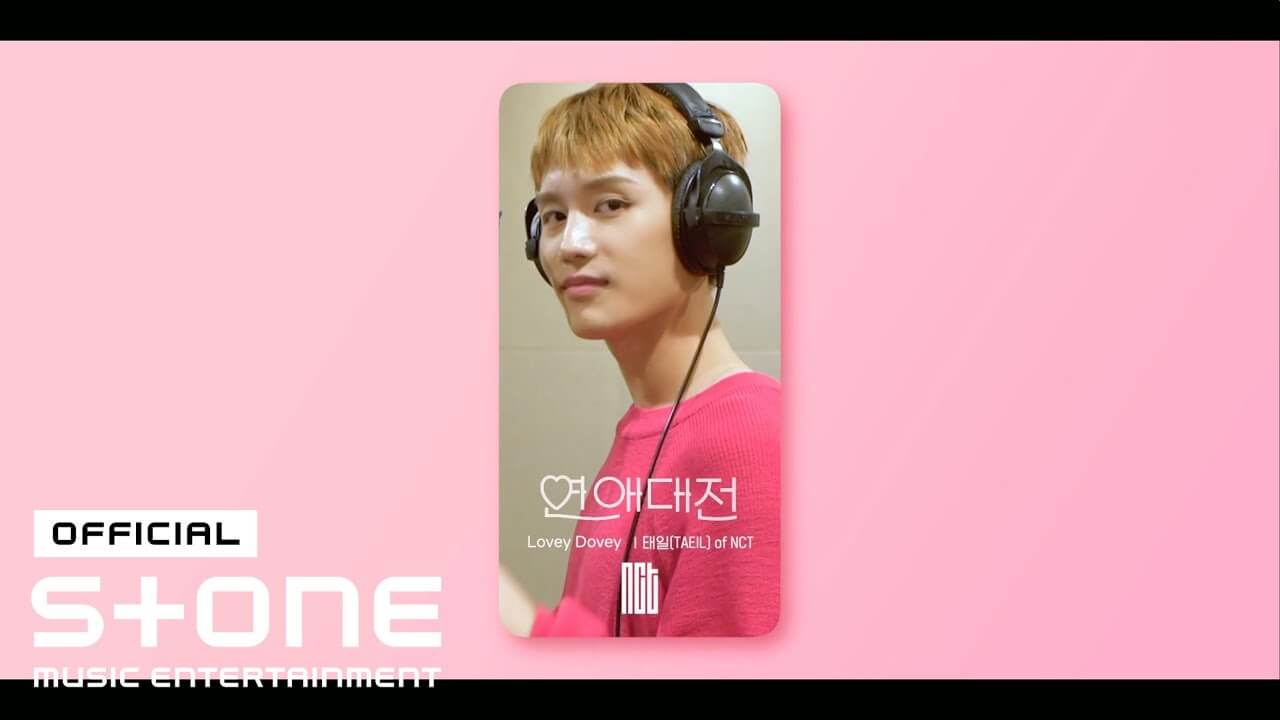 연애대전
Lovey Dovey | 태일(TAEIL) of NCT
NCT
OFFICIAL
STONE
MUSIC ENTERTAINMENT